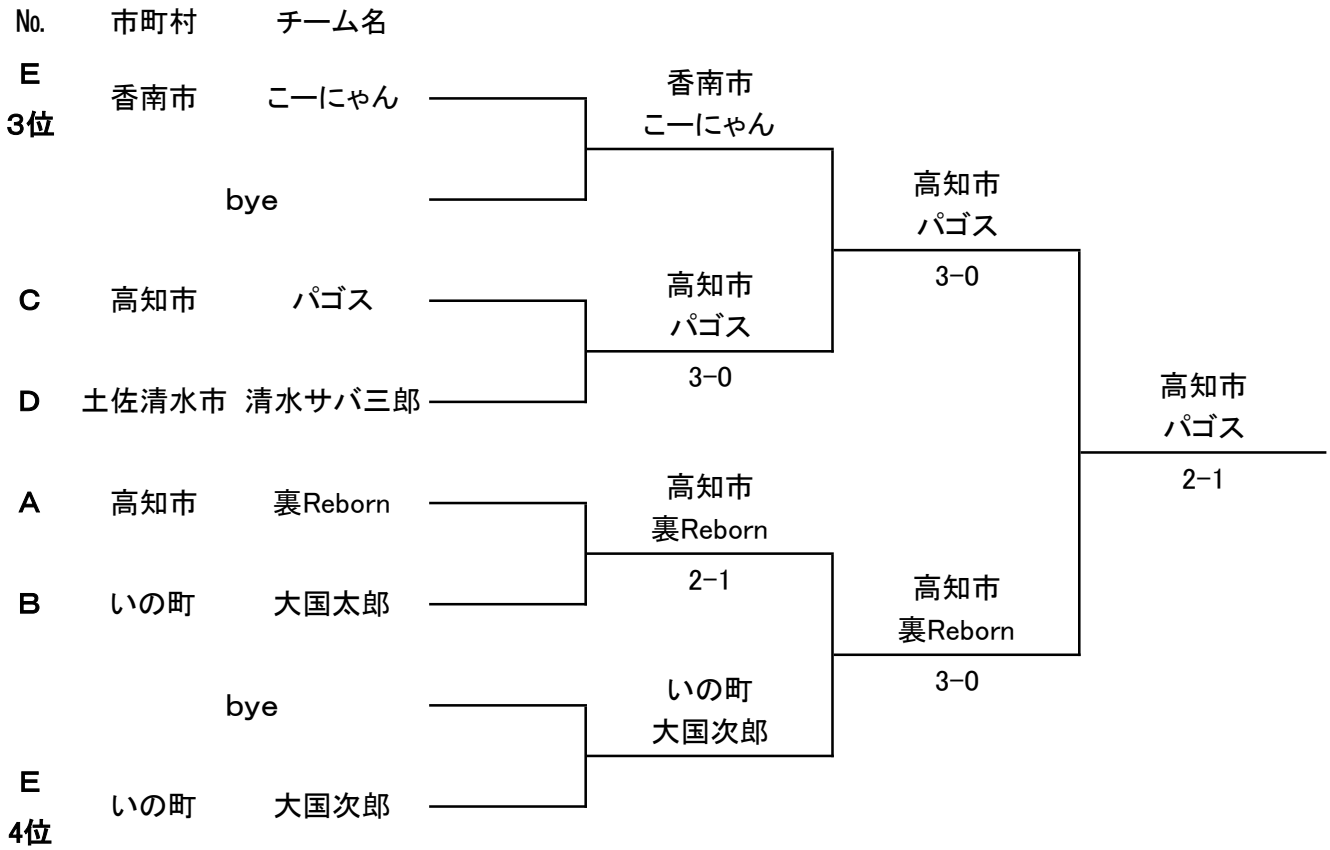 № 市町村 チーム名
E
3位
香南市 こーにゃん
香南市
こーにゃん
bye
高知市
パゴス
3-0
C 高知市 パゴス
高知市
パゴス
3-0
D 土佐清水市 清水サバ三郎
高知市
パゴス
2-1
A 高知市 裏Reborn
高知市
裏Reborn
2-1
B いの町 大国太郎
高知市
裏Reborn
3-0
bye
いの町
大国次郎
E
4位
いの町 大国次郎